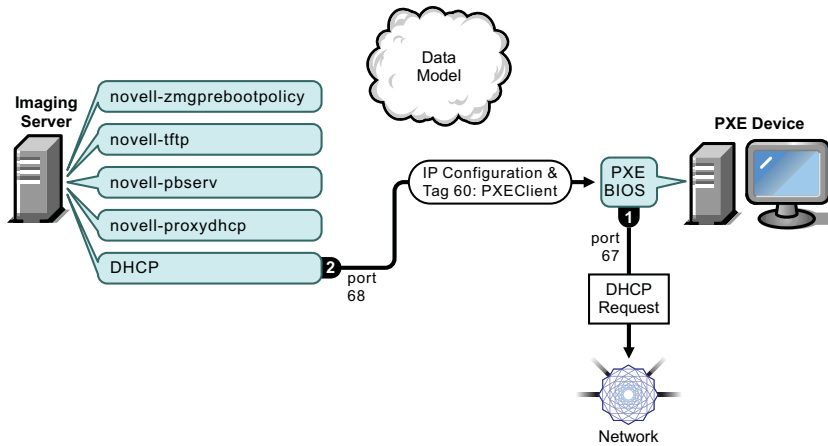 Data
Model
Imaging
Server
novell-zmgprebootpolicy
novell-tftp
novell-pbserv
novell-proxydhcp
DHCP
2
port
68
IP Configuration &
Tag 60: PXEClient
PXE
BIOS
1
port
67
PXE Device
DHCP
Request
Network